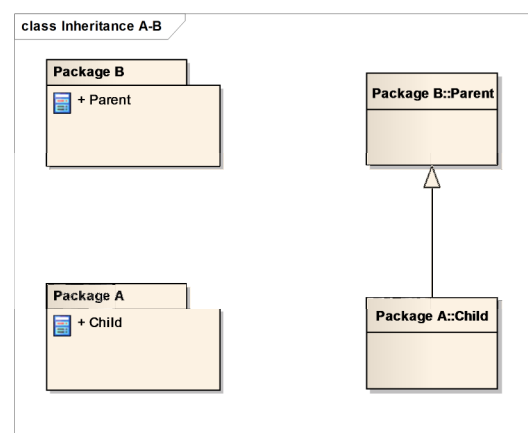 class Inheritance A-B
Package B
+ Parent
Package B::Parent
Package A
+ Child
Package A::Child